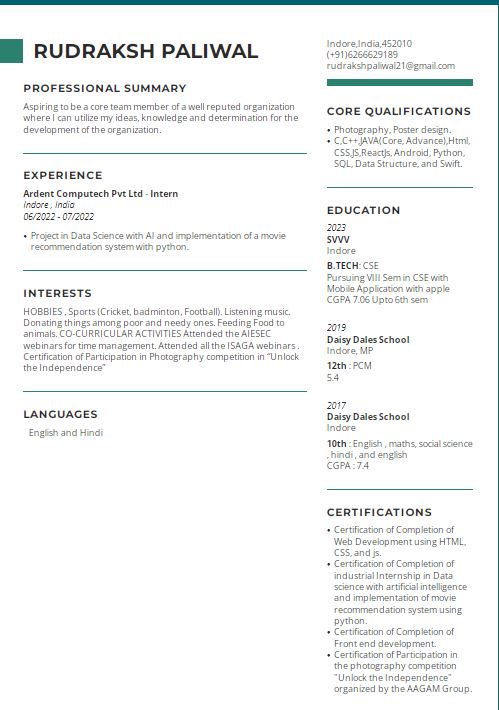 RUDRAKSH PALIWAL
PROFESSIONAL SUMMARY
Aspiring to be a core team member of a well reputed organization
where I can utilize my ideas, knowledge and determination for the
development of the organization.
EXPERIENCE
Ardent Computech Pvt Ltd - Intern
Indore , India
06/2022 - 07/2022
• Project in Data Science with AI and implementation of a movie
recommendation system with python.
INTERESTS
HOBBIES , Sports (Cricket, badminton, Football). Listening music.
Donating things among poor and needy ones. Feeding Food to
animals. CO-CURRICULAR ACTIVITIES Attended the AIESEC
webinars for time management. Attended all the ISAGA webinars .
Certification of Participation in Photography competition in “Unlock
the Independence”
LANGUAGES
English and Hindi
Indore,India,452010
(+91)6266629189
rudrakshpaliwal21@gmail.com
CORE QUALIFICATIONS
• Photography, Poster design.
• C,C++,JAVA(Core, Advance),Html,
CSS,JS,ReactJs, Android, Python,
SQL, Data Structure, and Swift.
EDUCATION
2023
SVVV
Indore
B.TECH: CSE
Pursuing VIII Sem in CSE with
Mobile Application with apple
CGPA 7.06 Upto 6th sem
2019
Daisy Dales School
Indore, MP
12th : PCM
5.4
2017
Daisy Dales School
Indore
10th : English , maths, social science
, hindi , and english
CGPA : 7.4
CERTIFICATIONS
• Certification of Completion of
Web Development using HTML,
CSS, and js.
• Certification of Completion of
industrial Internship in Data
science with artificial intelligence
and implementation of movie
recommendation system using
python.
• Certification of Completion of
Front end development.
• Certification of Participation in
the photography competition
"Unlock the Independence"
organized by the AAGAM Group.